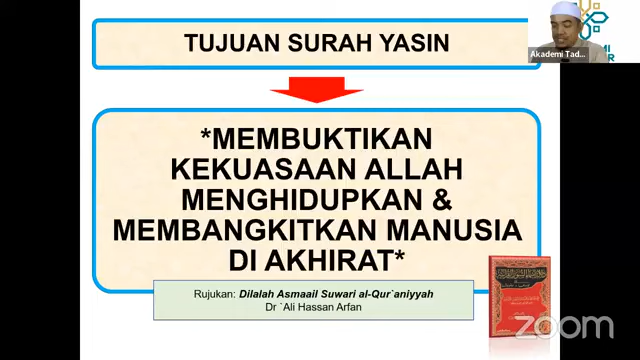 TUJUAN SURAH YASIN
Akademi Tad...
*MEMBUKTIKAN
KEKUASAAN ALLAH
MENGHIDUPKAN &
MEMBANGKITKAN MANUSIA
DI AKHIRAT*
Rujukan: Dilalah Asmaail Suwari al-Qur`aniyyah
Dr `Ali Hassan Arfan
zoom